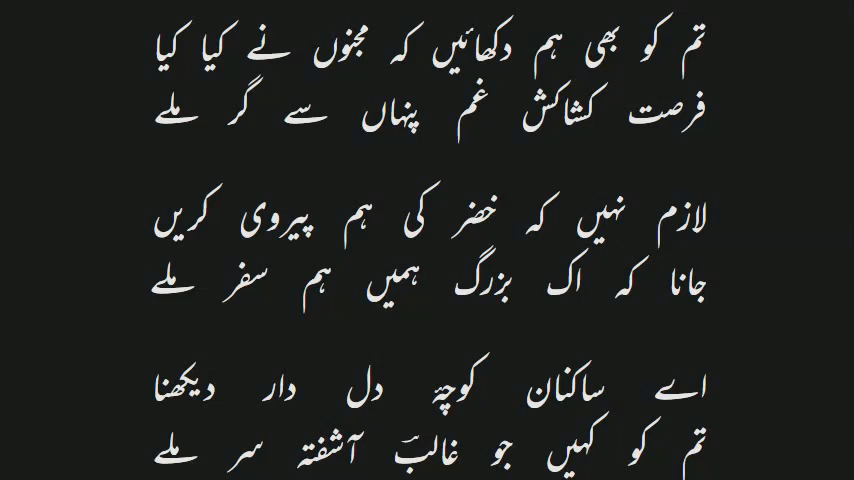 تم کو بھی ہم دکھائیں کہ مجنوں نے کیا کیا
فرصت کشاکش غم پنہاں سے گر ملے
لازم نہیں کہ خضر کی ہم پیروی کریں
جانا کہ اک بزرگ ہمیں ہم سفر ملے
اے ساکنان کوچۂ دل دار دیکھنا
تم کو کہیں جو غالبؔ آشفتہ سر ملے